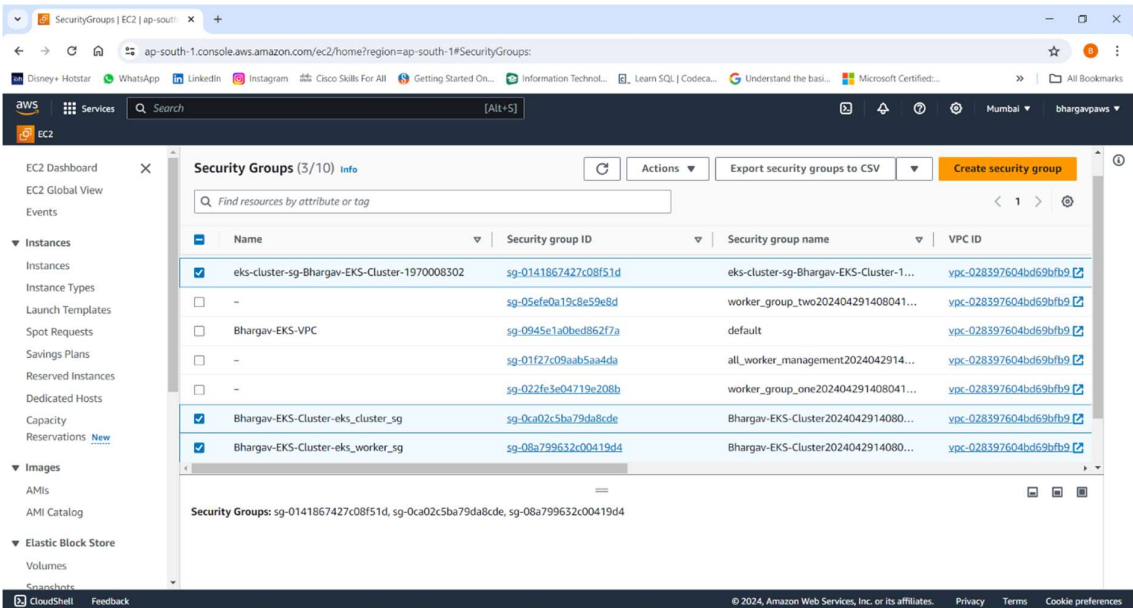 SecurityGroups | EC2 | ap-south
ap-south-1.console.aws.amazon.com/ec2/home?region=ap-south-1#SecurityGroups:
B
Disney+ Hotstar WhatsApp LinkedIn Instagram Cisco Skills For All Getting Started On... Information Technol... Learn SQL | Codeca... Understand the basi... Microsoft Certified:... » All Bookmarks
aws Services Search [Alt+S] Mumbai ▼ bhargavpaws ▼
EC2
EC2 Dashboard
EC2 Global View
Events
Instances
Instances
Instance Types
Launch Templates
Spot Requests
Savings Plans
Reserved Instances
Dedicated Hosts
Capacity
Reservations New
Images
AMIs
AMI Catalog
Elastic Block Store
Volumes
Snapshots
Security Groups (3/10) Info Actions ▼ Export security groups to CSV ▼ Create security group
Find resources by attribute or tag < 1 >
Name Security group ID Security group name VPC ID
eks-cluster-sg-Bhargav-EKS-Cluster-1970008302 sg-0141867427c08f51d eks-cluster-sg-Bhargav-EKS-Cluster-1... vpc-028397604bd69bfb9
– sg-05efe0a19c8e59e8d worker_group_two202404291408041... vpc-028397604bd69bfb9
Bhargav-EKS-VPC sg-0945e1a0bed862f7a default vpc-028397604bd69bfb9
– sg-01f27c09aab5aa4da all_worker_management2024042914... vpc-028397604bd69bfb9
– sg-022fe3e04719e208b worker_group_one202404291408041... vpc-028397604bd69bfb9
Bhargav-EKS-Cluster-eks_cluster_sg sg-0ca02c5ba79da8cde Bhargav-EKS-Cluster2024042914080... vpc-028397604bd69bfb9
Bhargav-EKS-Cluster-eks_worker_sg sg-08a799632c00419d4 Bhargav-EKS-Cluster2024042914080... vpc-028397604bd69bfb9
Security Groups: sg-0141867427c08f51d, sg-0ca02c5ba79da8cde, sg-08a799632c00419d4
CloudShell Feedback © 2024, Amazon Web Services, Inc. or its affiliates. Privacy Terms Cookie preferences